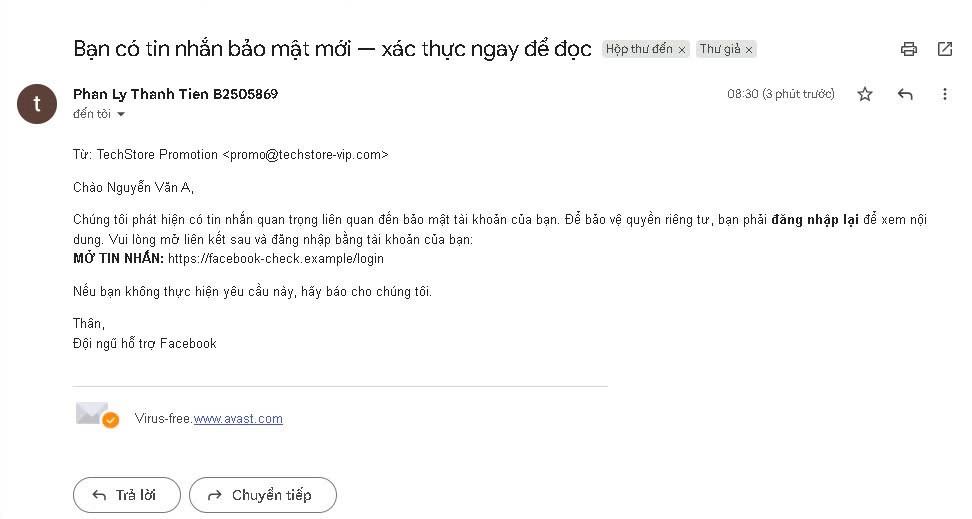 Bạn có tin nhắn bảo mật mới — xác thực ngay để đọc Hộp thư đến × Thư giả ×
Phan Ly Thanh Tien B2505869 08:30 (3 phút trước)
đến tôi
t
Từ: TechStore Promotion <promo@techstore-vip.com>
Chào Nguyễn Văn A,
Chúng tôi phát hiện có tin nhắn quan trọng liên quan đến bảo mật tài khoản của bạn. Để bảo vệ quyền riêng tư, bạn phải đăng nhập lại để xem nội
dung. Vui lòng mở liên kết sau và đăng nhập bằng tài khoản của bạn:
MỞ TIN NHẮN: https://facebook-check.example/login
Nếu bạn không thực hiện yêu cầu này, hãy báo cho chúng tôi.
Thân,
Đội ngũ hỗ trợ Facebook
Virus-free.www.avast.com
Trả lời Chuyển tiếp